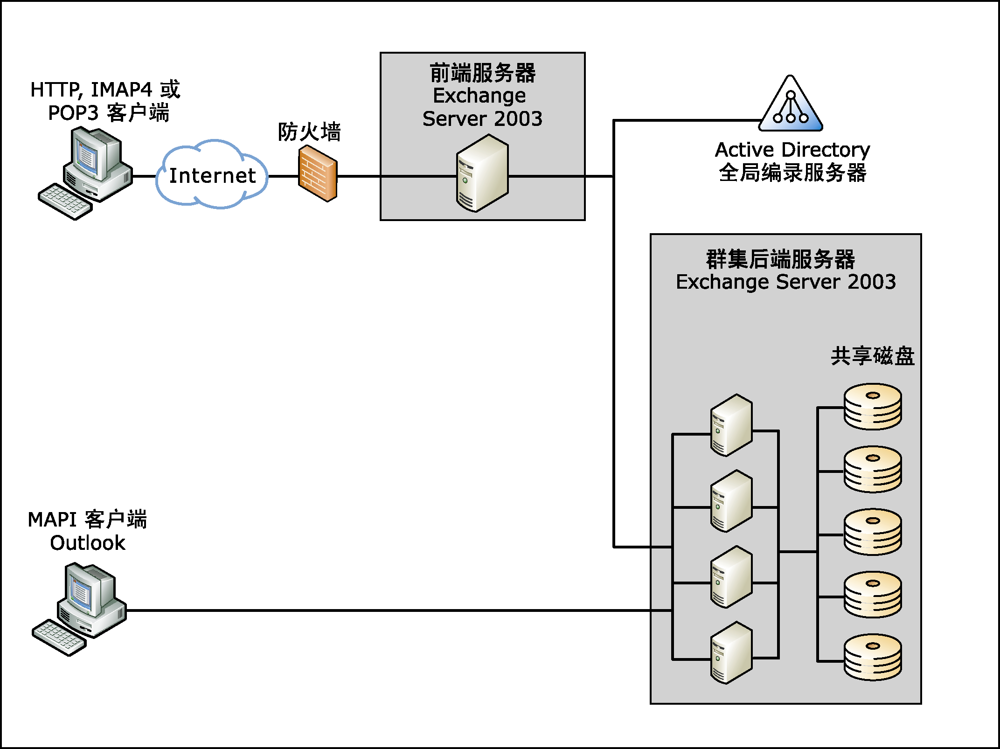 HTTP, IMAP4 或
POP3 客户端
Internet
防火墙
前端服务器
Exchange
Server 2003
Active Directory
全局编录服务器
群集后端服务器
Exchange Server 2003
共享磁盘
MAPI 客户端
Outlook